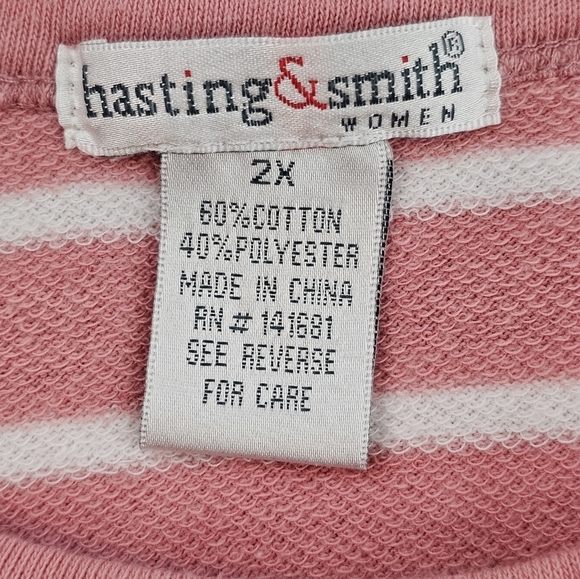 hasting&smith®
WOMEN
2X
60%COTTON
40%POLYESTER
MADE IN CHINA
RN # 141681
SEE REVERSE
FOR CARE